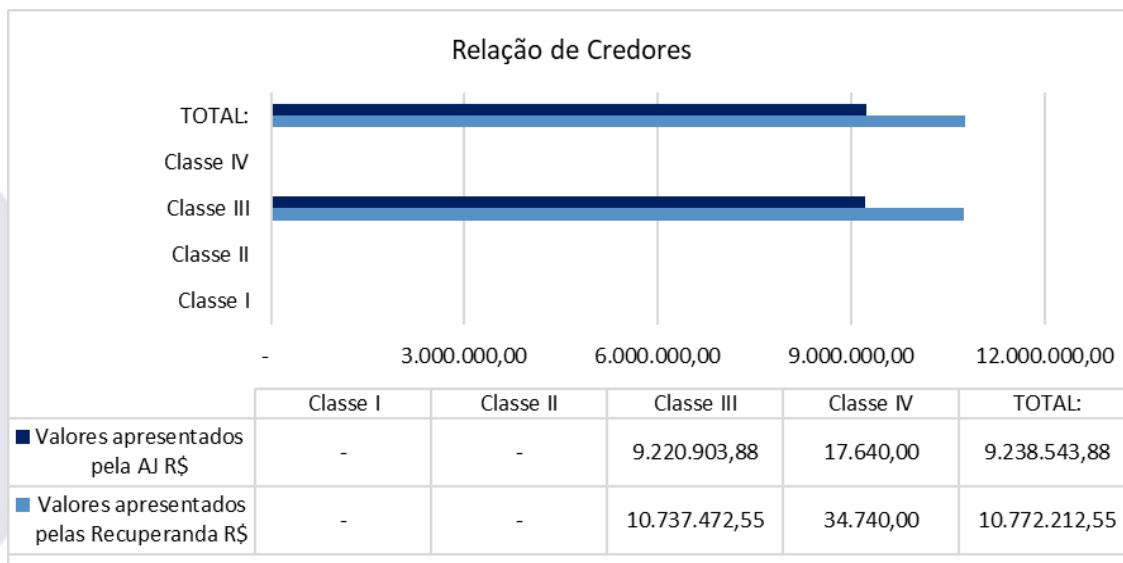 Relação de Credores
TOTAL:
Classe IV
Classe III
Classe II
Classe I
- 3.000.000,00 6.000.000,00 9.000.000,00 12.000.000,00
Classe I Classe II Classe III Classe IV TOTAL:
Valores apresentados
pela AJ R$ - - 9.220.903,88 17.640,00 9.238.543,88
Valores apresentados
pelas Recuperanda R$ - - 10.737.472,55 34.740,00 10.772.212,55